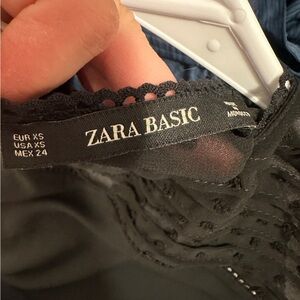 EUR XS
USA XS
MEX 24
ZARA BASIC